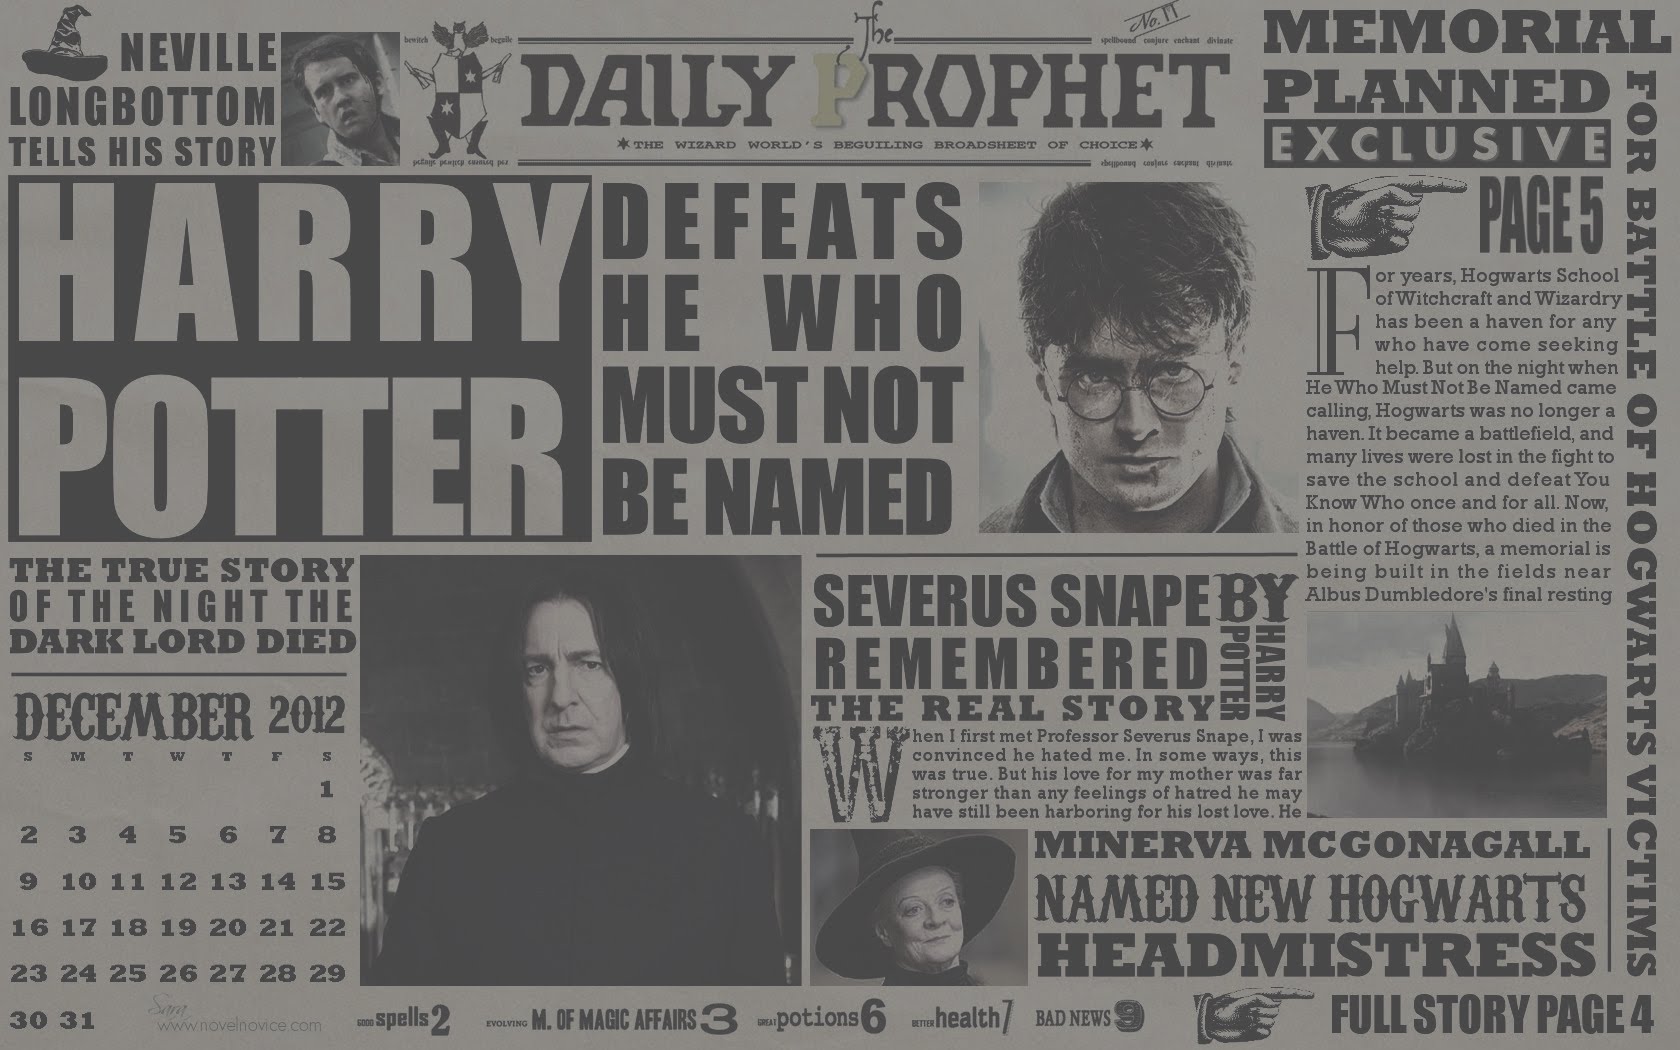 NEVILLE
LONGBOTTOM
TELLS HIS STORY
bewitch beguile
The
DAILY PROPHET
★THE WIZARD WORLD'S BEGUILING BROADSHEET OF CHOICE★
No. 17
spellbound conjure enchant divinate
MEMORIAL
PLANNED
EXCLUSIVE
FOR BATTLE OF HOGWARTS VICTIMS
PAGE 5
HARRY
POTTER
DEFEATS
HE WHO
MUST NOT
BE NAMED
For years, Hogwarts School
of Witchcraft and Wizardry
has been a haven for any
who have come seeking
help. But on the night when
He Who Must Not Be Named came
calling, Hogwarts was no longer a
haven. It became a battlefield, and
many lives were lost in the fight to
save the school and defeat You
Know Who once and for all. Now,
in honor of those who died in the
Battle of Hogwarts, a memorial is
being built in the fields near
Albus Dumbledore's final resting
THE TRUE STORY
OF THE NIGHT THE
DARK LORD DIED
DECEMBER 2012
S M T W T F S
1
2 3 4 5 6 7 8
9 10 11 12 13 14 15
16 17 18 19 20 21 22
23 24 25 26 27 28 29
30 31
Sara
www.novelnovice.com
SEVERUS SNAPE
REMEMBERED
THE REAL STORY
BY
HARRY
POTTER
When I first met Professor Severus Snape, I was
convinced he hated me. In some ways, this
was true. But his love for my mother was far
stronger than any feelings of hatred he may
have still been harboring for his lost love. He
MINERVA MCGONAGALL
NAMED NEW HOGWARTS
HEADMISTRESS
GOOD spells 2
EVOLVING M. OF MAGIC AFFAIRS 3
GREAT potions 6
BETTER health 7
BAD NEWS 9
FULL STORY PAGE 4